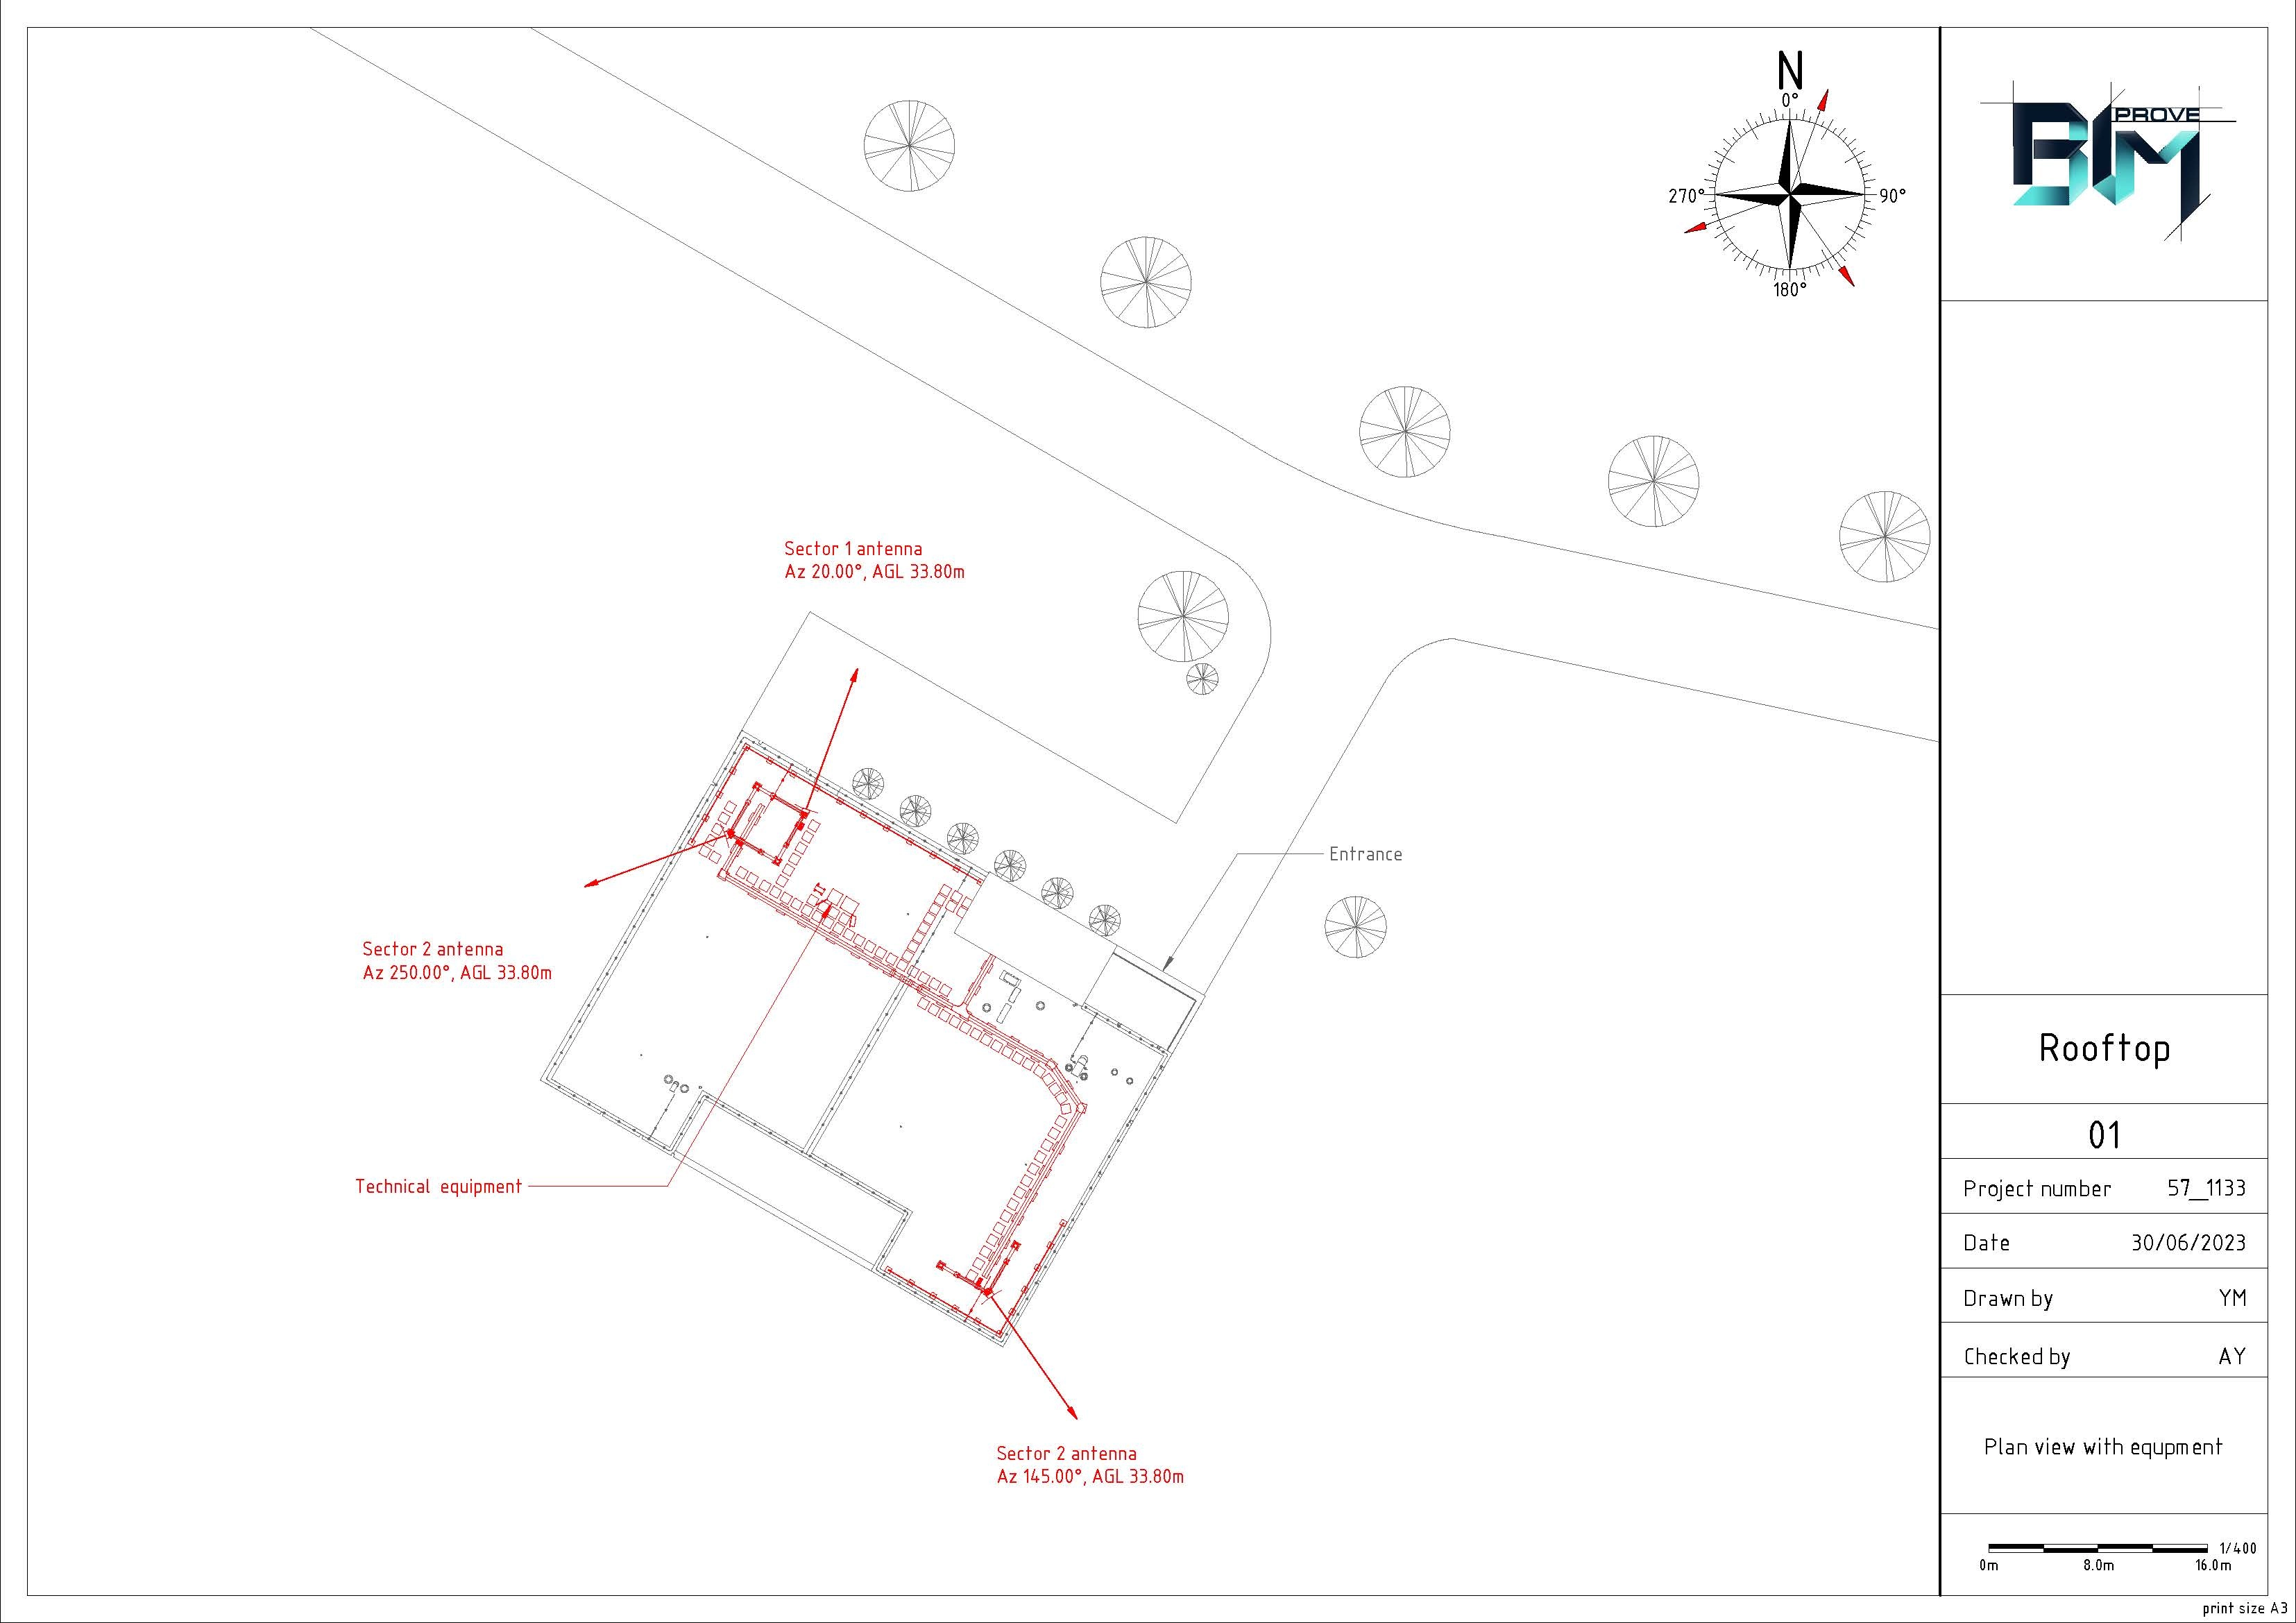 N
0°
270°
90°
180°
BIM
PROVE
Sector 1 antenna
Az 20.00°, AGL 33.80m
Entrance
Sector 2 antenna
Az 250.00°, AGL 33.80m
Technical equipment
Sector 2 antenna
Az 145.00°, AGL 33.80m
Rooftop
01
Project number 57_1133
Date 30/06/2023
Drawn by YM
Checked by AY
Plan view with equpment
1/400
0m 8.0m 16.0m
print size A3